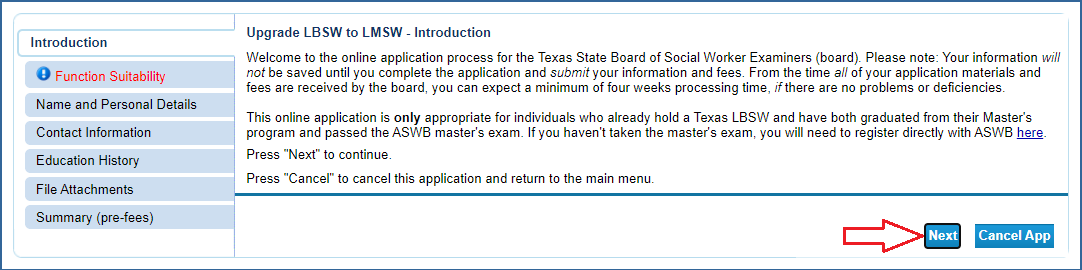 Introduction
Function Suitability
Name and Personal Details
Contact Information
Education History
File Attachments
Summary (pre-fees)
Upgrade LBSW to LMSW - Introduction
Welcome to the online application process for the Texas State Board of Social Worker Examiners (board). Please note: Your information will
not be saved until you complete the application and submit your information and fees. From the time all of your application materials and
fees are received by the board, you can expect a minimum of four weeks processing time, if there are no problems or deficiencies.
This online application is only appropriate for individuals who already hold a Texas LBSW and have both graduated from their Master's
program and passed the ASWB master's exam. If you haven't taken the master's exam, you will need to register directly with ASWB here.
Press "Next" to continue.
Press "Cancel" to cancel this application and return to the main menu.
Next Cancel App